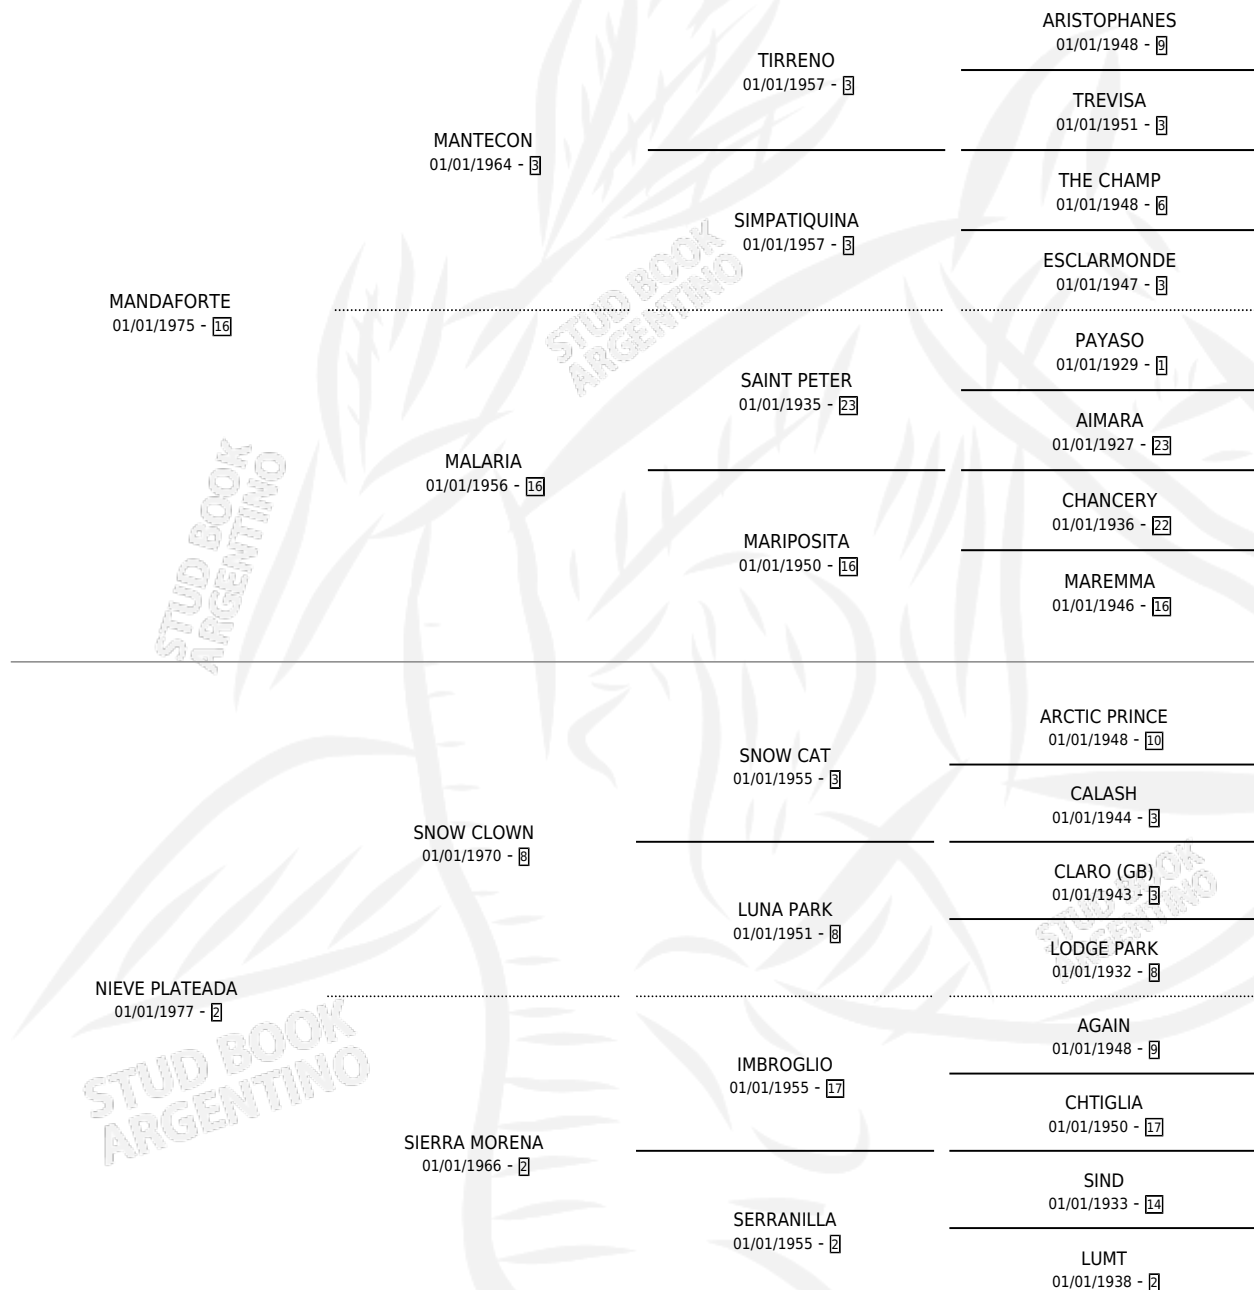 ARISTOPHANES
01/01/1948 - 9
TIRRENO
01/01/1957 - 3
TREVISA
01/01/1951 - 3
MANTECON
01/01/1964 - 3
THE CHAMP
01/01/1948 - 6
SIMPATIQUINA
01/01/1957 - 3
ESCLARMONDE
01/01/1947 - 3
MANDAFORTE
01/01/1975 - 16
PAYASO
01/01/1929 - 1
SAINT PETER
01/01/1935 - 23
AIMARA
01/01/1927 - 23
MALARIA
01/01/1956 - 16
CHANCERY
01/01/1936 - 22
MARIPOSITA
01/01/1950 - 16
MAREMMA
01/01/1946 - 16
ARCTIC PRINCE
01/01/1948 - 10
SNOW CAT
01/01/1955 - 3
CALASH
01/01/1944 - 3
SNOW CLOWN
01/01/1970 - 8
CLARO (GB)
01/01/1943 - 3
LUNA PARK
01/01/1951 - 8
LODGE PARK
01/01/1932 - 8
NIEVE PLATEADA
01/01/1977 - 2
AGAIN
01/01/1948 - 9
IMBROGLIO
01/01/1955 - 17
CHTIGLIA
01/01/1950 - 17
SIERRA MORENA
01/01/1966 - 2
SIND
01/01/1933 - 14
SERRANILLA
01/01/1955 - 2
LUMT
01/01/1938 - 2
STUD BOOK
ARGENTINO
STUD BOOK
ARGENTINO
STUD BOOK
ARGENTINO
STUD BOOK
ARGENTINO